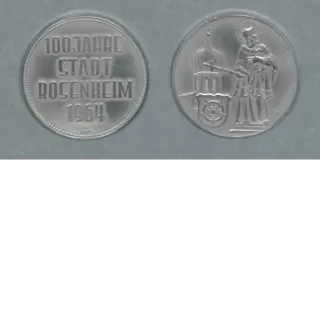 100 JAHRE
STADT
ROSENHEIM
1964